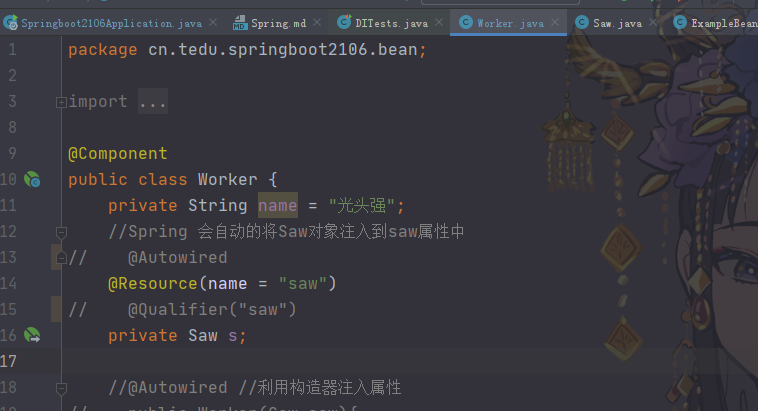 Springboot2106Application.java Spring.md DITests.java Worker.java Saw.java ExampleBean
1 package cn.tedu.springboot2106.bean;
2
3 import ...
8
9 @Component
10 public class Worker {
11 private String name = "光头强";
12 //Spring 会自动的将Saw对象注入到saw属性中
13 // @Autowired
14 @Resource(name = "saw")
15 // @Qualifier("saw")
16 private Saw s;
17
18 //@Autowired //利用构造器注入属性
// public Worker(Saw saw){